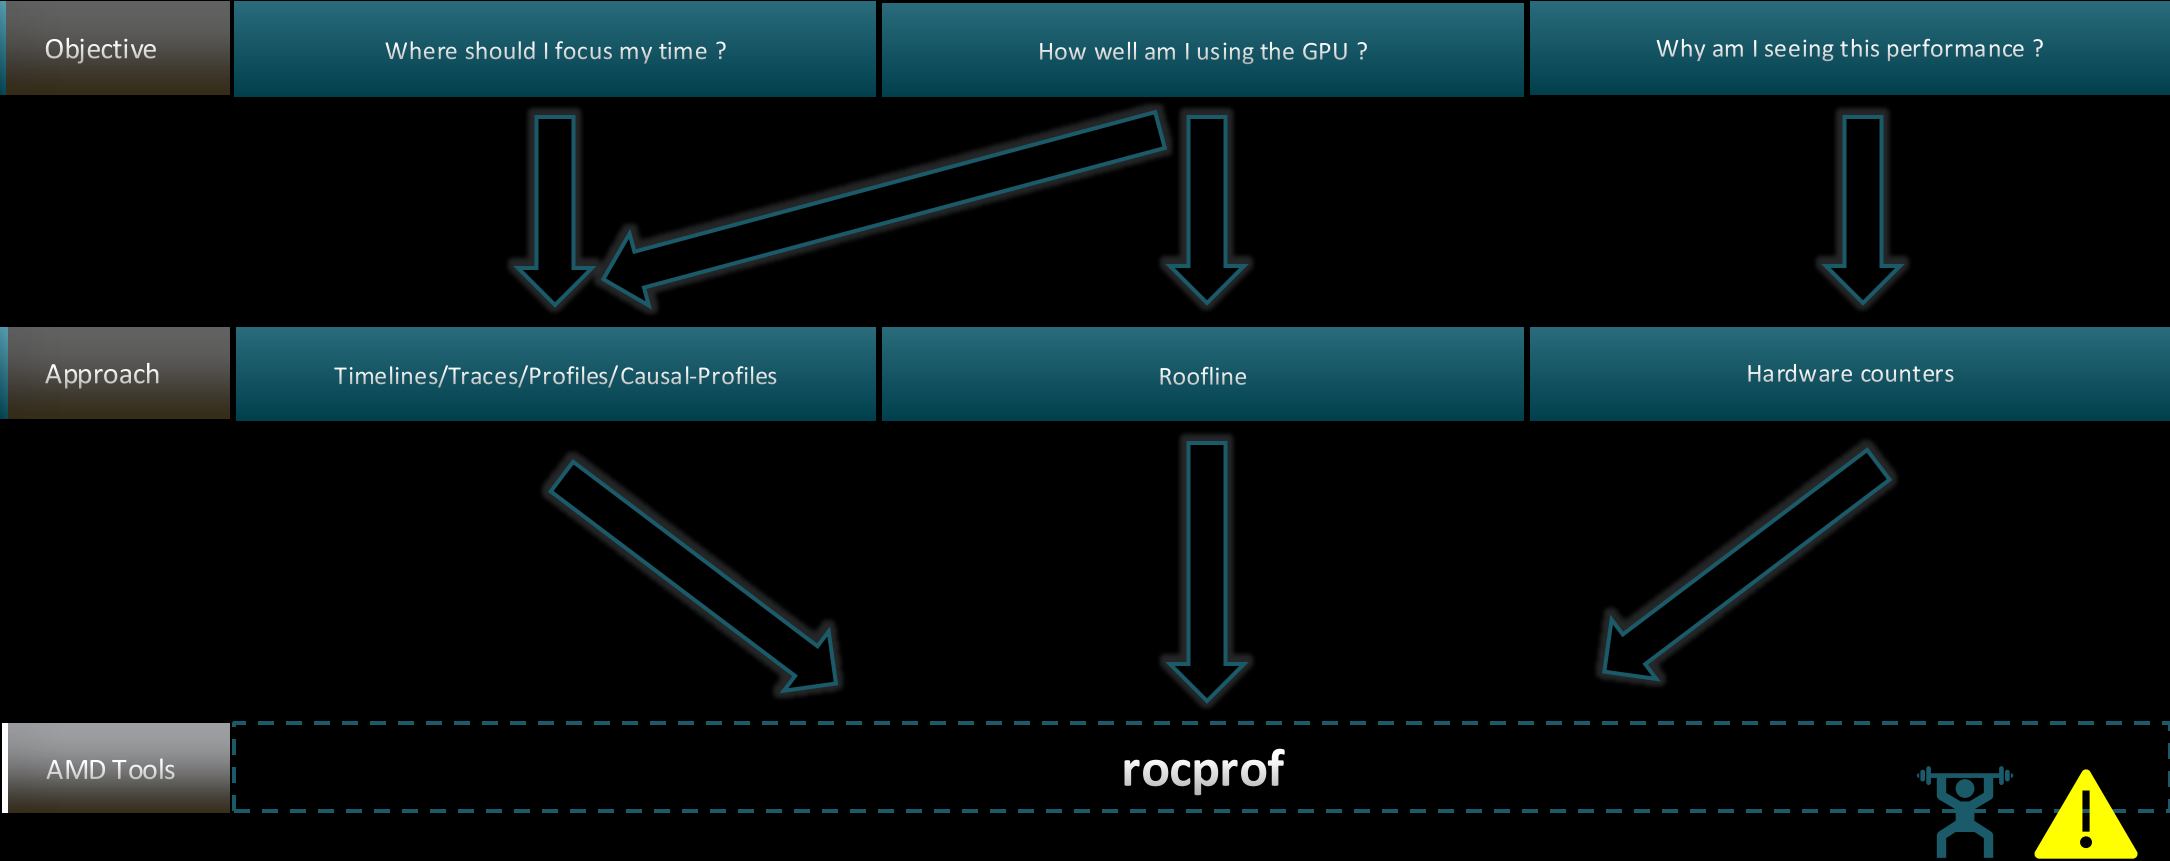 Objective
Where should I focus my time ?
How well am I using the GPU ?
Why am I seeing this performance ?
Approach
Timelines/Traces/Profiles/Causal-Profiles
Roofline
Hardware counters
AMD Tools
rocprof